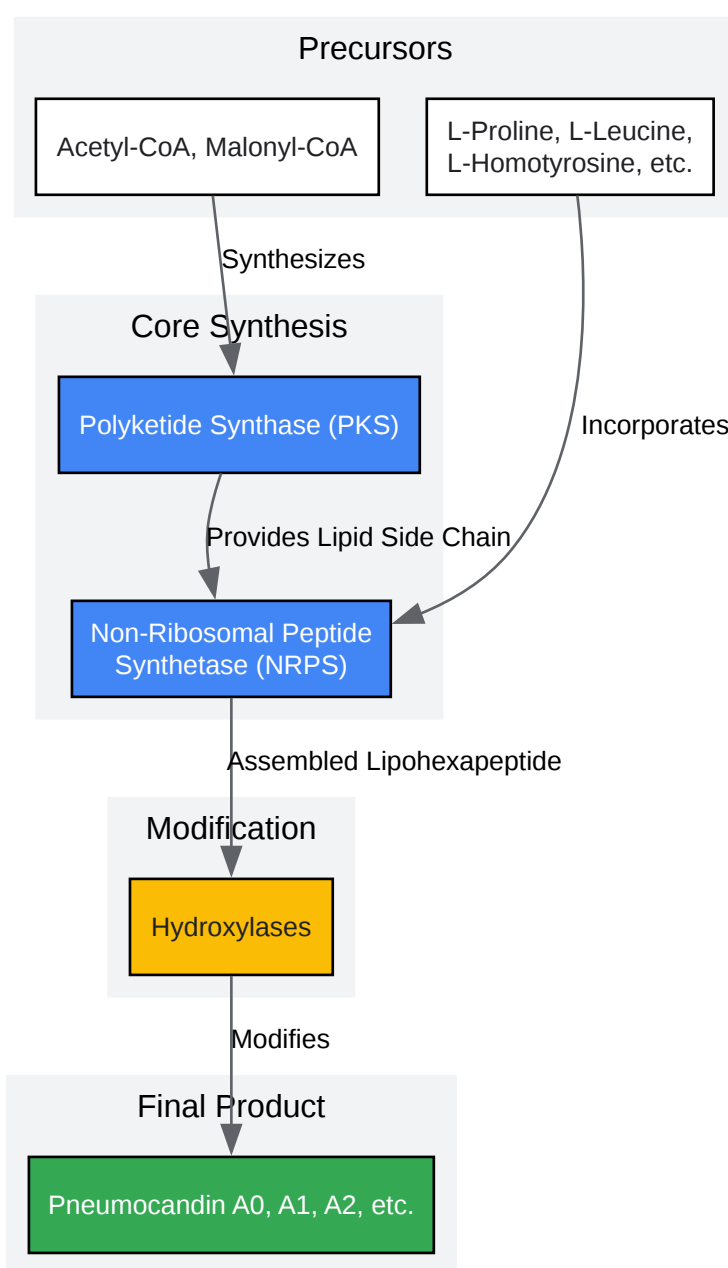 Precursors
Acetyl-CoA, Malonyl-CoA
L-Proline, L-Leucine,
L-Homotyrosine, etc.
Synthesizes
Core Synthesis
Polyketide Synthase (PKS)
Incorporates
Provides Lipid Side Chain
Non-Ribosomal Peptide
Synthetase (NRPS)
Assembled Lipohexapeptide
Modification
Hydroxylases
Modifies
Final Product
Pneumocandin A0, A1, A2, etc.